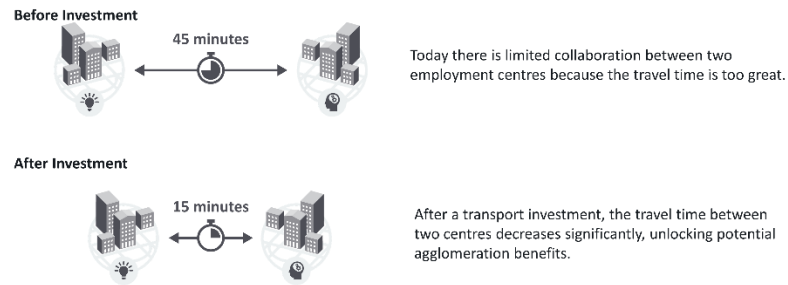 Before Investment
45 minutes
Today there is limited collaboration between two
employment centres because the travel time is too great.
After Investment
15 minutes
After a transport investment, the travel time between
two centres decreases significantly, unlocking potential
agglomeration benefits.